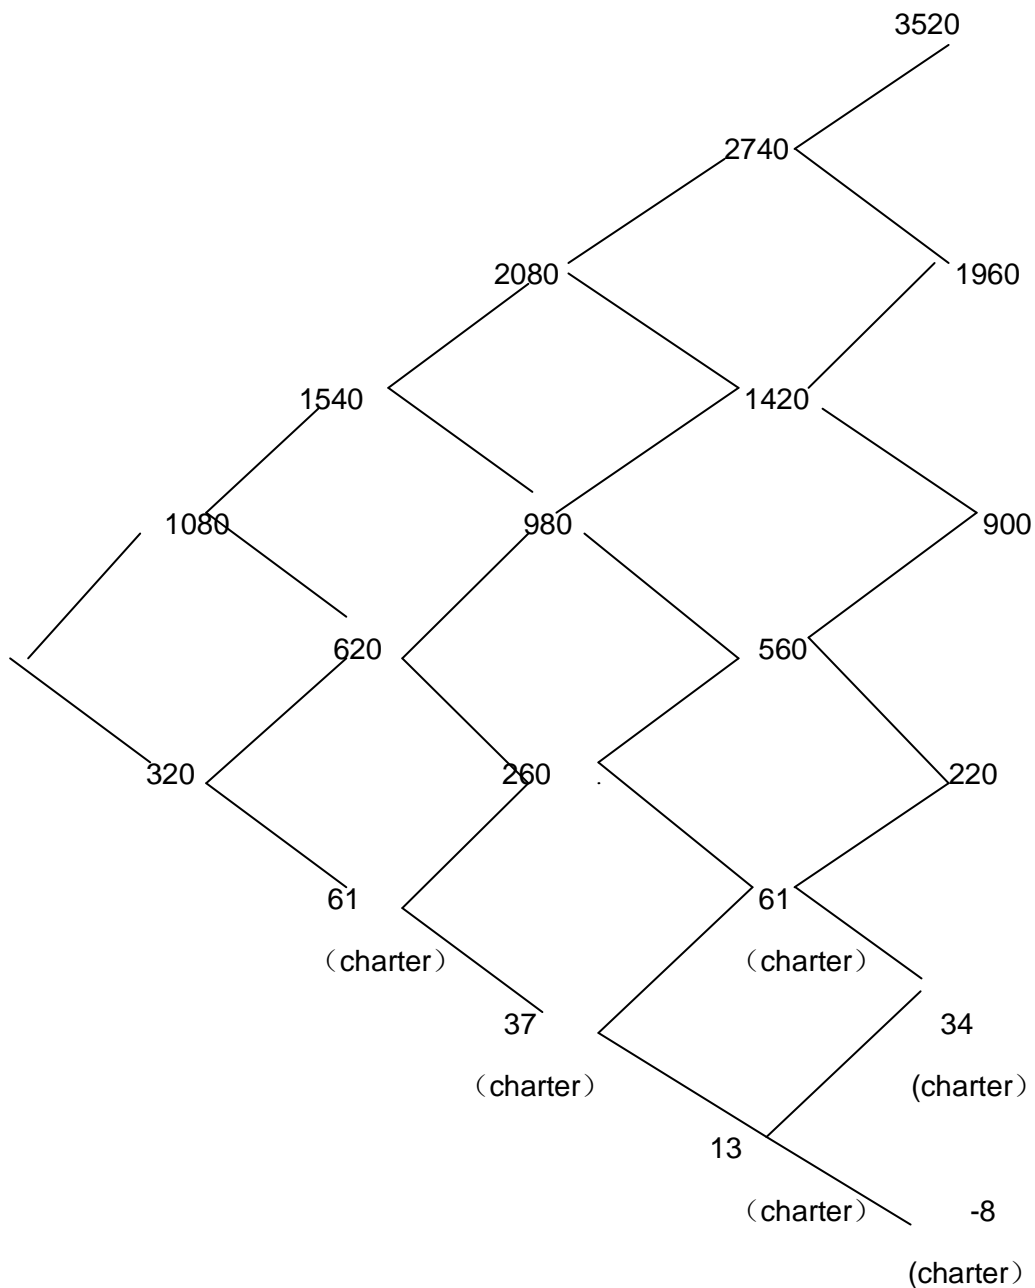 3520
2740
2080 1960
1540 1420
1080 980 900
620 560
320 260 220
61 61
（charter） （charter）
37 34
（charter） (charter）
13
（charter） -8
(charter）